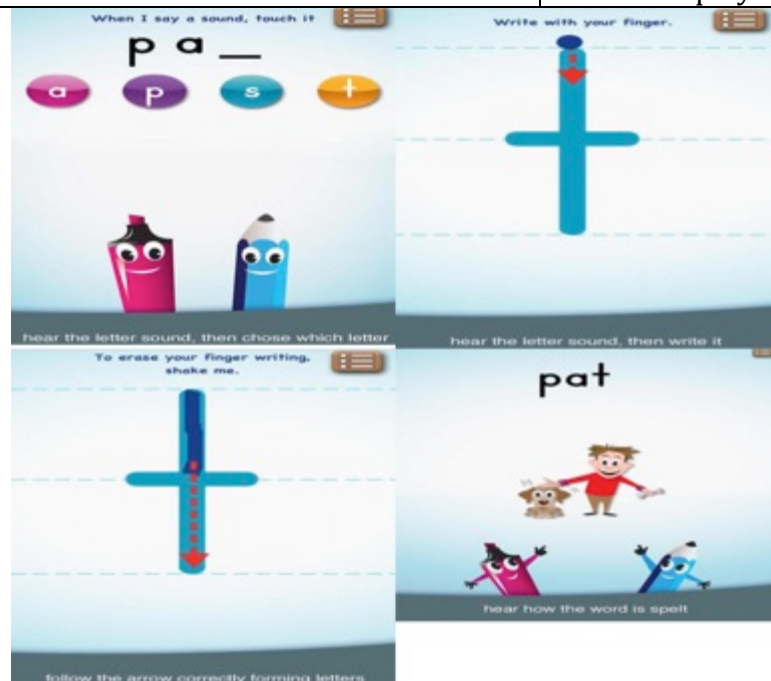 When I say a sound, touch it
p a _
a p s t
hear the letter sound, then chose which letter
Write with your finger.
t
hear the letter sound, then write it
To erase your finger writing,
shake me.
t
follow the arrow correctly forming letters
pat
hear how the word is spelt